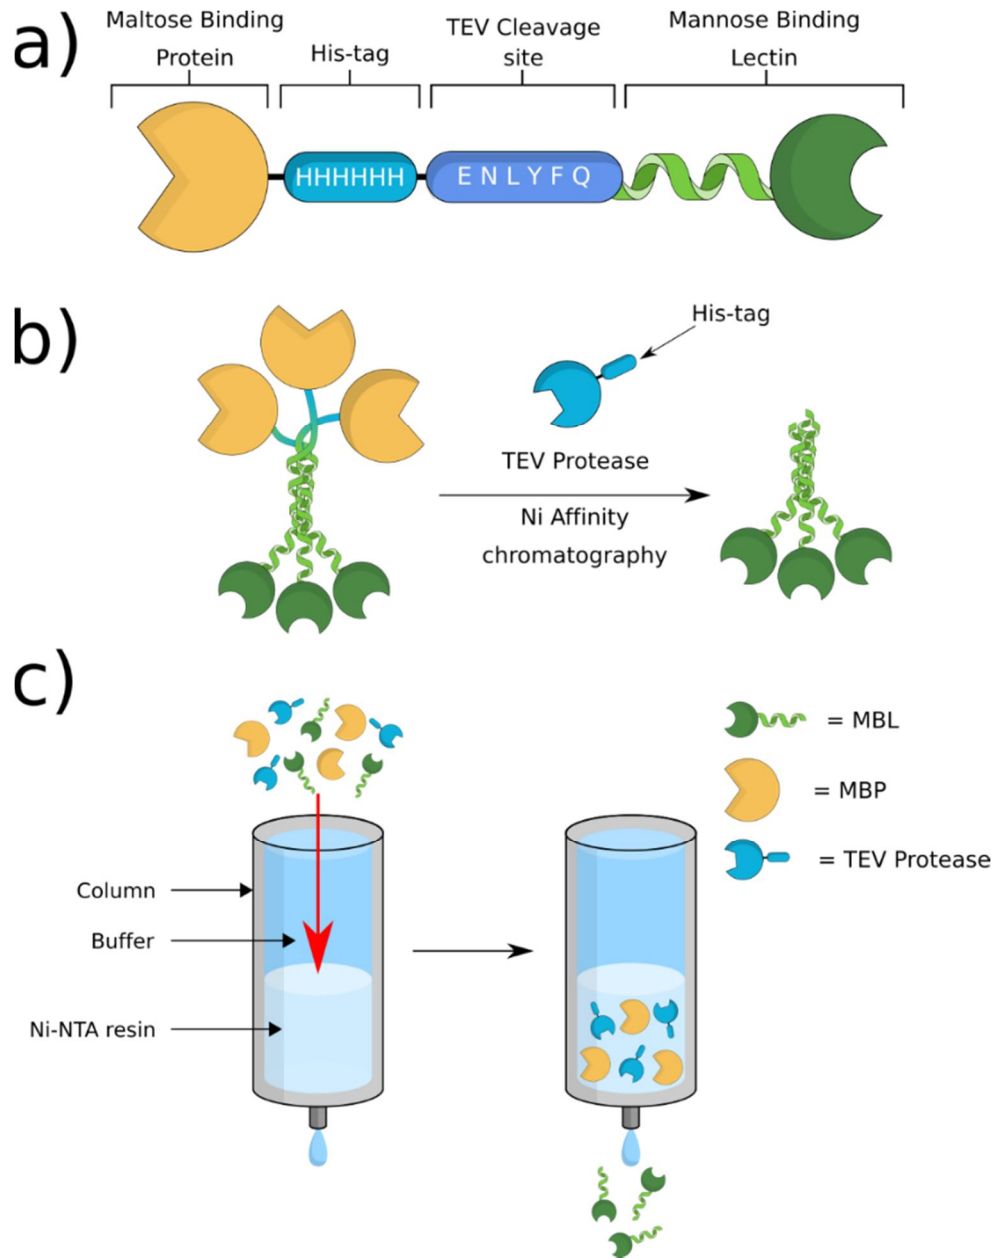 a)
Maltose Binding
Protein
His-tag
TEV Cleavage
site
Mannose Binding
Lectin
HHHHHH
E N L Y F Q
b)
His-tag
TEV Protease
Ni Affinity
chromatography
c)
= MBL
= MBP
= TEV Protease
Column
Buffer
Ni-NTA resin